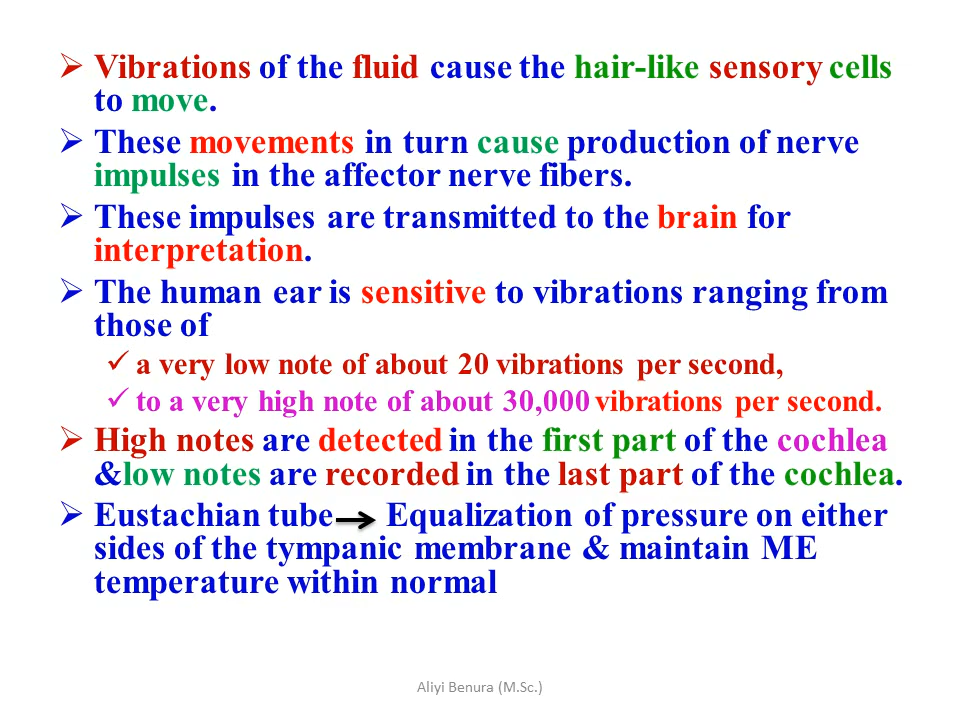 ➢ Vibrations of the fluid cause the hair-like sensory cells
to move.
➢ These movements in turn cause production of nerve
impulses in the affector nerve fibers.
➢ These impulses are transmitted to the brain for
interpretation.
➢ The human ear is sensitive to vibrations ranging from
those of
✓ a very low note of about 20 vibrations per second,
✓ to a very high note of about 30,000 vibrations per second.
➢ High notes are detected in the first part of the cochlea
&low notes are recorded in the last part of the cochlea.
➢ Eustachian tube → Equalization of pressure on either
sides of the tympanic membrane & maintain ME
temperature within normal
Aliyi Benura (M.Sc.)